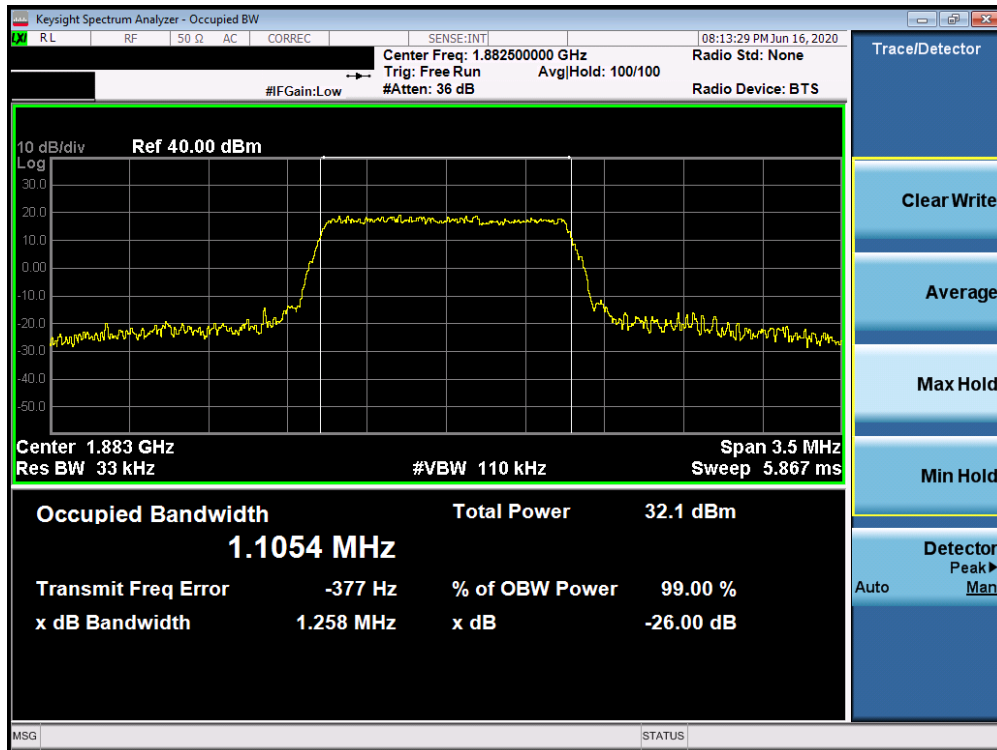 Keysight Spectrum Analyzer - Occupied BW
LXI RL RF 50 Ω AC CORREC SENSE:INT 08:13:29 PM Jun 16, 2020
Center Freq: 1.882500000 GHz Radio Std: None
Trig: Free Run Avg|Hold: 100/100
#IFGain:Low #Atten: 36 dB Radio Device: BTS
10 dB/div Ref 40.00 dBm
Log
30.0
20.0
10.0
0.00
-10.0
-20.0
-30.0
-40.0
-50.0
Center 1.883 GHz Span 3.5 MHz
Res BW 33 kHz #VBW 110 kHz Sweep 5.867 ms
Occupied Bandwidth Total Power 32.1 dBm
1.1054 MHz
Transmit Freq Error -377 Hz % of OBW Power 99.00 %
x dB Bandwidth 1.258 MHz x dB -26.00 dB
MSG STATUS
Trace/Detector
Clear Write
Average
Max Hold
Min Hold
Detector
Peak▶
Auto Man